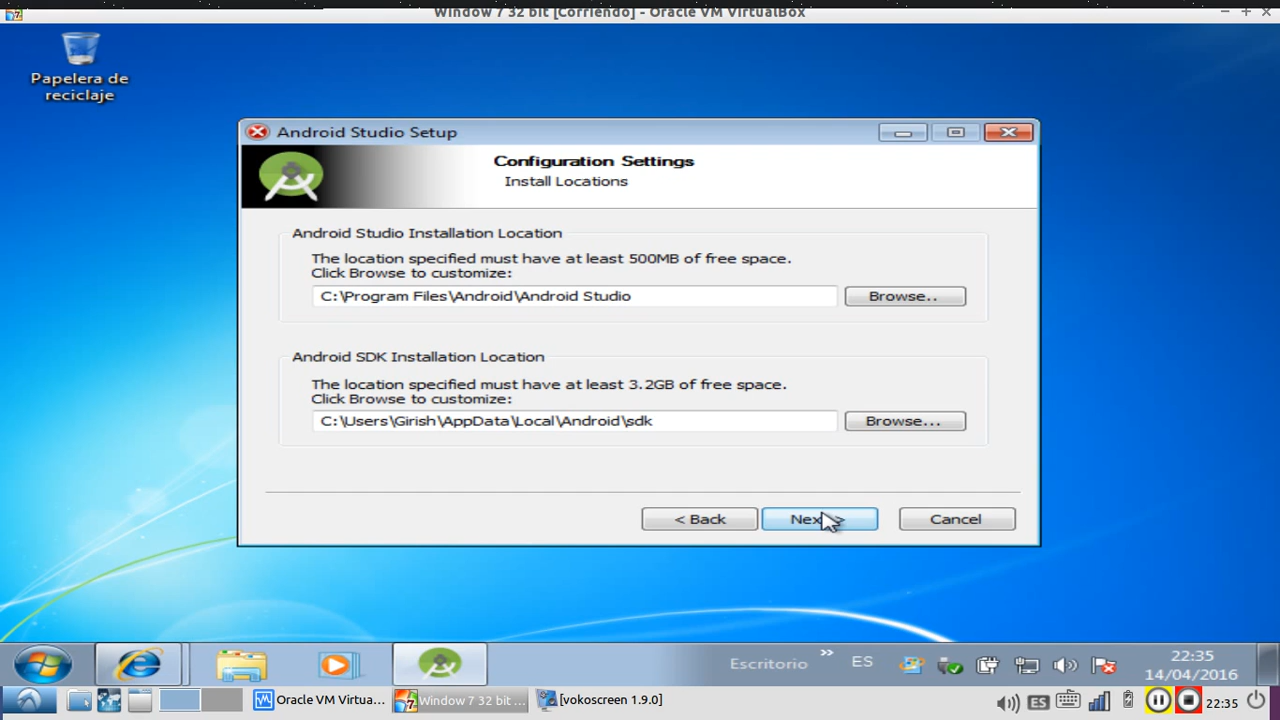 Window 7 32 bit [Corriendo] - Oracle VM VirtualBox
Papelera de
reciclaje
Android Studio Setup
Configuration Settings
Install Locations
Android Studio Installation Location
The location specified must have at least 500MB of free space.
Click Browse to customize:
C:\Program Files\Android\Android Studio
Browse..
Android SDK Installation Location
The location specified must have at least 3.2GB of free space.
Click Browse to customize:
C:\Users\Girish\AppData\Local\Android\sdk
Browse...
< Back
Next >
Cancel
Escritorio
»
ES
22:35
14/04/2016
Oracle VM Virtua...
Window 7 32 bit ...
[vokoscreen 1.9.0]
ES
22:35